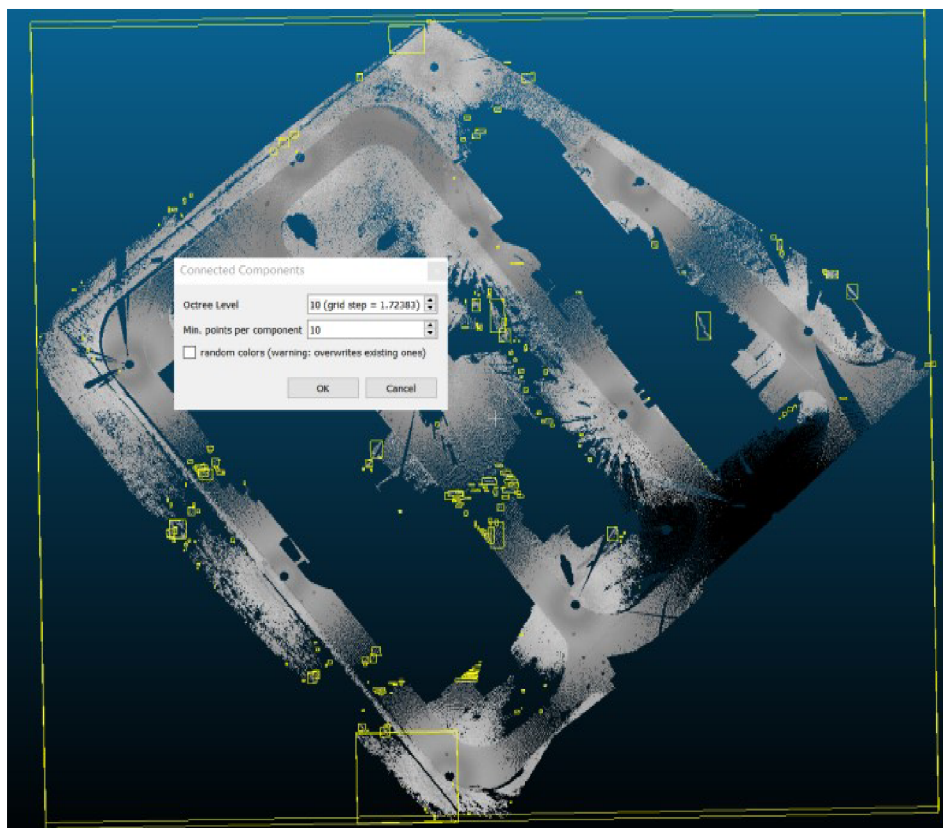 Connected Components
Octree Level 10 (grid step = 1.72383)
Min. points per component 10
random colors (warning: overwrites existing ones)
OK Cancel